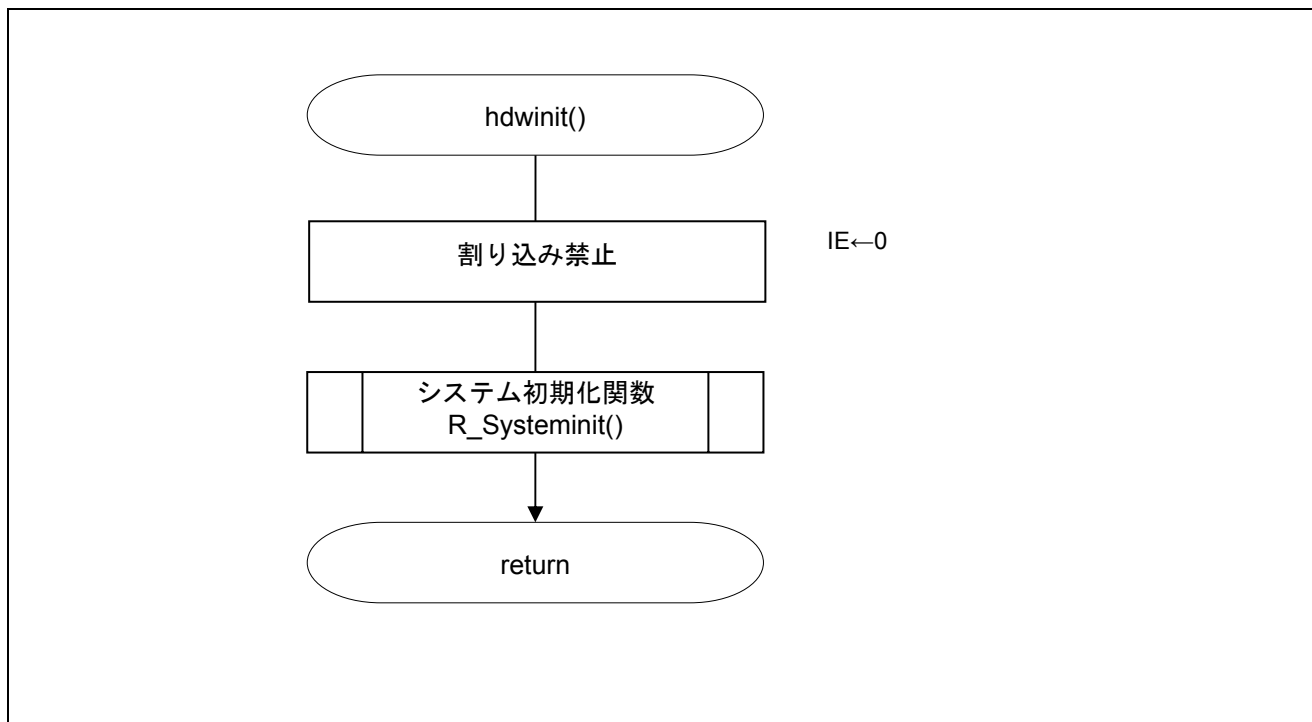 hdwinit()
割り込み禁止
IE←0
システム初期化関数
R_Systeminit()
return